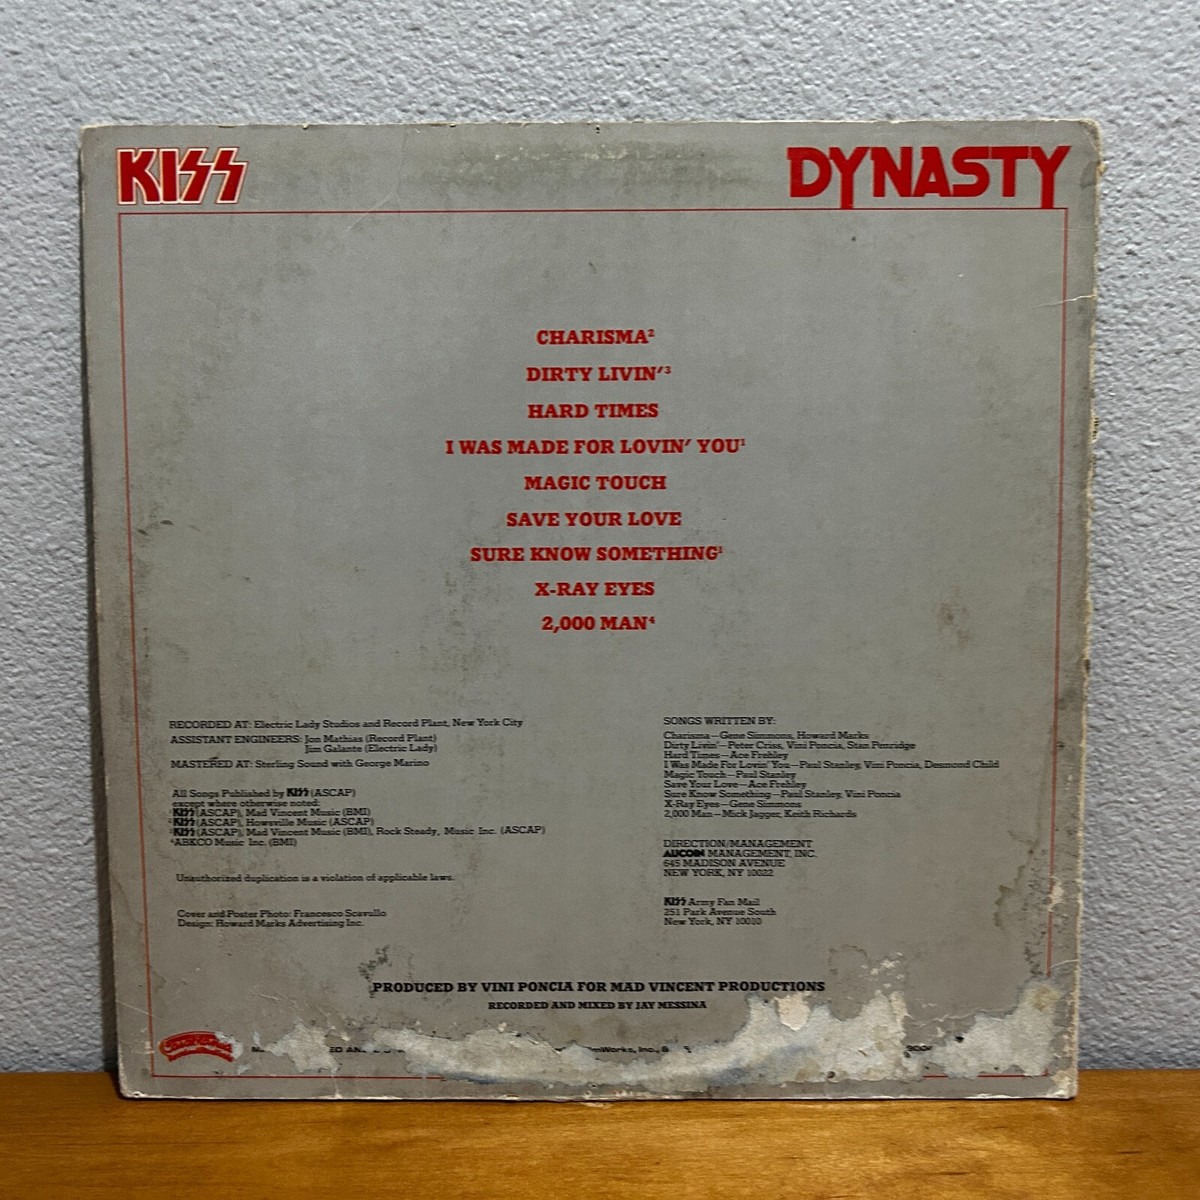 KISS
DYNASTY
CHARISMA²
DIRTY LIVIN'³
HARD TIMES
I WAS MADE FOR LOVIN' YOU¹
MAGIC TOUCH
SAVE YOUR LOVE
SURE KNOW SOMETHING¹
X-RAY EYES
2,000 MAN⁴
RECORDED AT: Electric Lady Studios and Record Plant, New York City
ASSISTANT ENGINEERS: Jon Mathias (Record Plant)
Jim Galante (Electric Lady)
MASTERED AT: Sterling Sound with George Marino
All Songs Published by KISS (ASCAP)
except where otherwise noted:
¹KISS (ASCAP), Mad Vincent Music (BMI)
²KISS (ASCAP), Howsville Music (ASCAP)
³KISS (ASCAP), Mad Vincent Music (BMI), Rock Steady, Music Inc. (ASCAP)
⁴ABKCO Music Inc. (BMI)
Unauthorized duplication is a violation of applicable laws.
Cover and Poster Photo: Francesco Scavullo
Design: Howard Marks Advertising Inc.
SONGS WRITTEN BY:
Charisma—Gene Simmons, Howard Marks
Dirty Livin'—Peter Criss, Vini Poncia, Stan Penridge
Hard Times—Ace Frehley
I Was Made For Lovin' You—Paul Stanley, Vini Poncia, Desmond Child
Magic Touch—Paul Stanley
Save Your Love—Ace Frehley
Sure Know Something—Paul Stanley, Vini Poncia
X-Ray Eyes—Gene Simmons
2,000 Man—Mick Jagger, Keith Richards
DIRECTION/MANAGEMENT
AUCOIN MANAGEMENT, INC.
645 MADISON AVENUE
NEW YORK, NY 10022
KISS Army Fan Mail
251 Park Avenue South
New York, NY 10010
PRODUCED BY VINI PONCIA FOR MAD VINCENT PRODUCTIONS
RECORDED AND MIXED BY JAY MESSINA
Casablanca
Inc.,